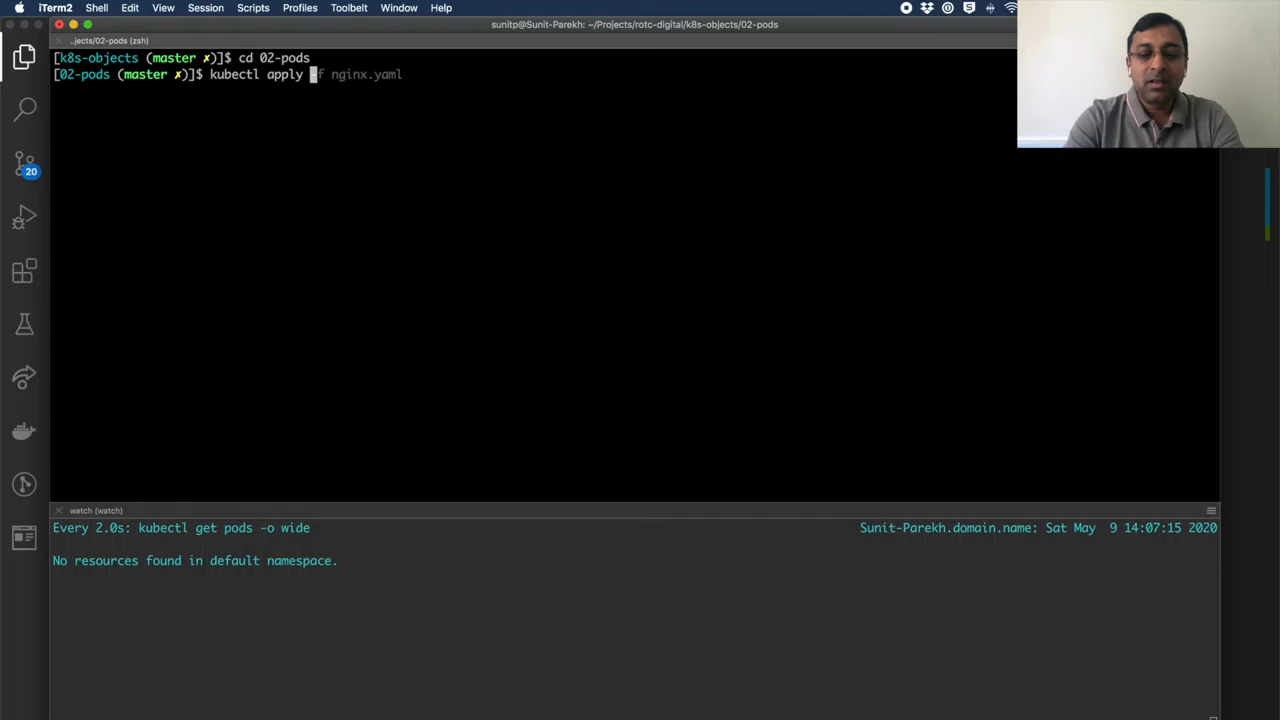 iTerm2 Shell Edit View Session Scripts Profiles Toolbelt Window Help
sunitp@Sunit-Parekh: ~/Projects/rotc-digital/k8s-objects/02-pods
..jects/02-pods (zsh)
[k8s-objects (master ✗)]$ cd 02-pods
[02-pods (master ✗)]$ kubectl apply -f nginx.yaml
20
watch (watch)
Every 2.0s: kubectl get pods -o wide Sunit-Parekh.domain.name: Sat May 9 14:07:15 2020
No resources found in default namespace.